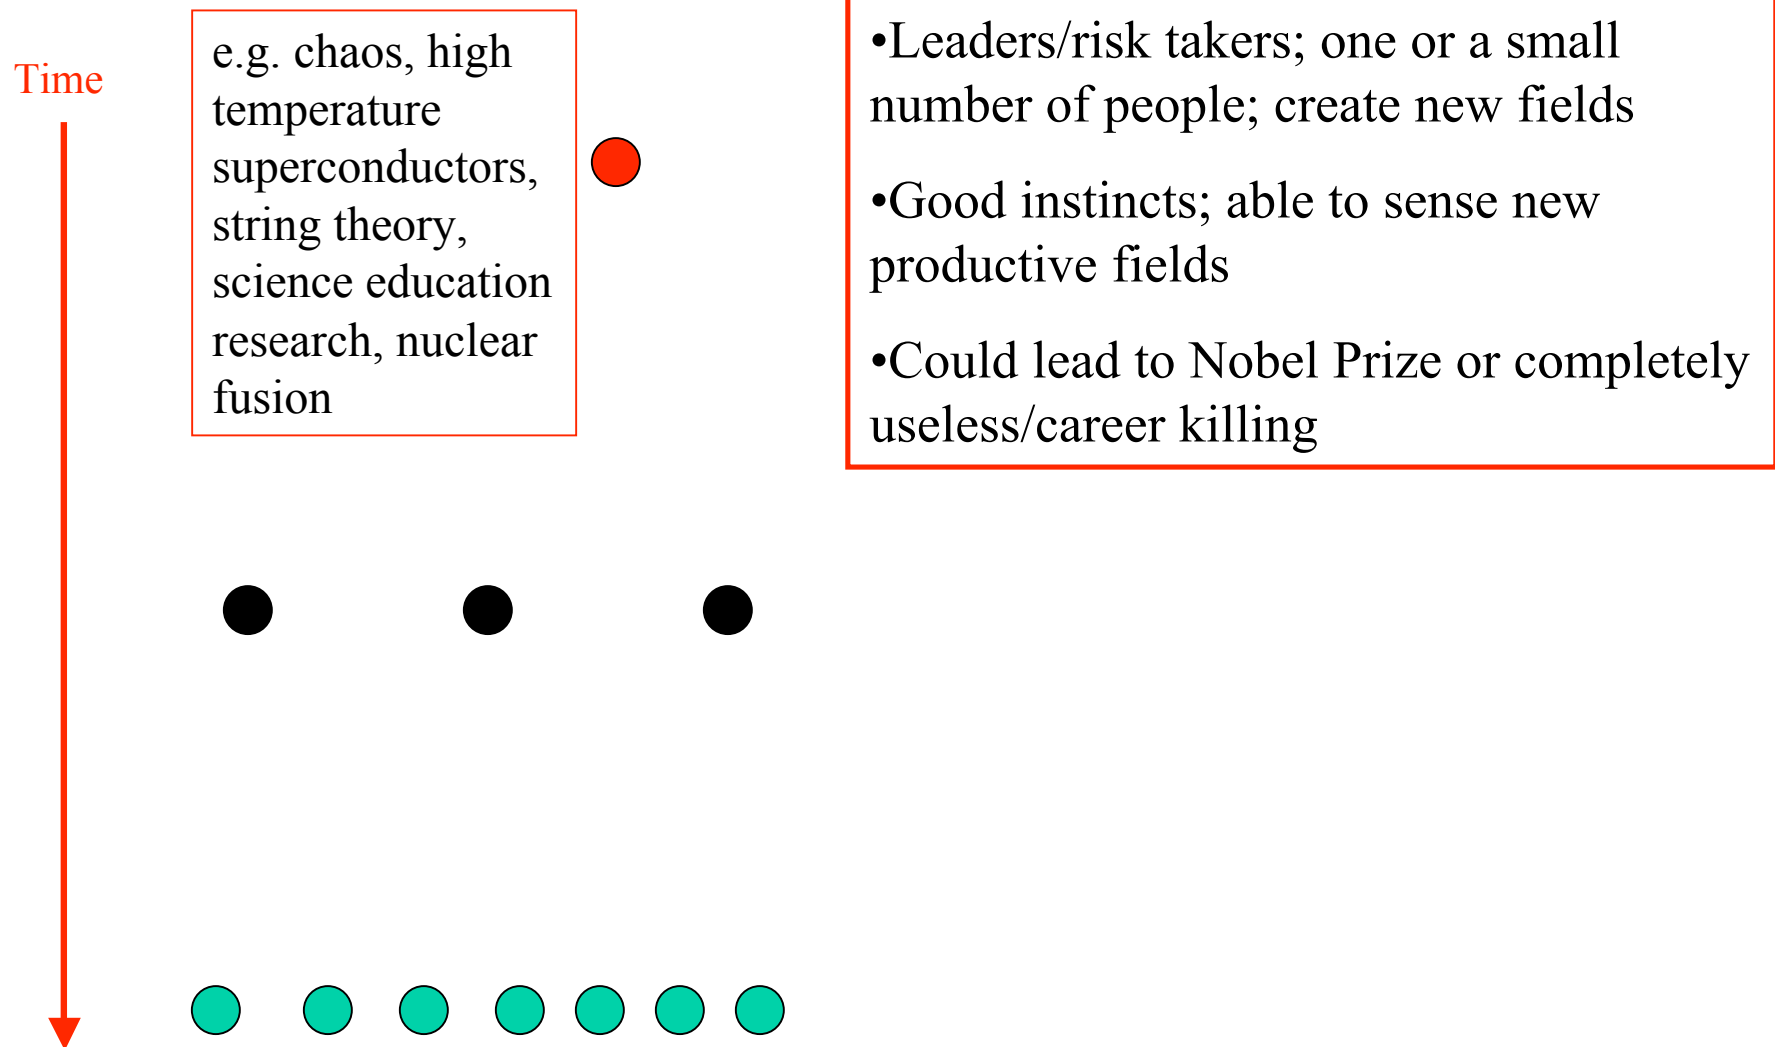 Time
e.g. chaos, high
temperature
superconductors,
string theory,
science education
research, nuclear
fusion
•Leaders/risk takers; one or a small
number of people; create new fields
•Good instincts; able to sense new
productive fields
•Could lead to Nobel Prize or completely
useless/career killing